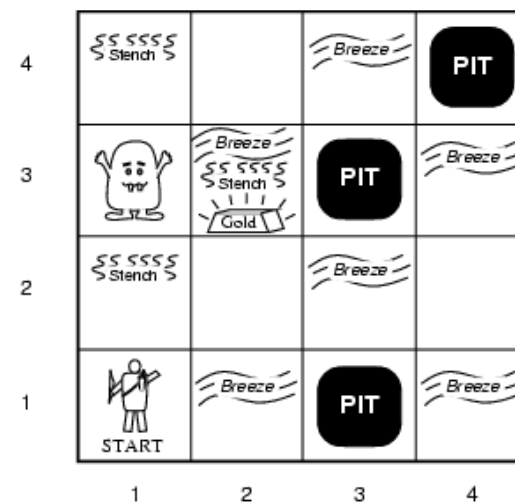 4
Stench
Breeze
PIT
3
Breeze
Stench
Gold
PIT
Breeze
2
Stench
Breeze
1
START
Breeze
PIT
Breeze
1 2 3 4